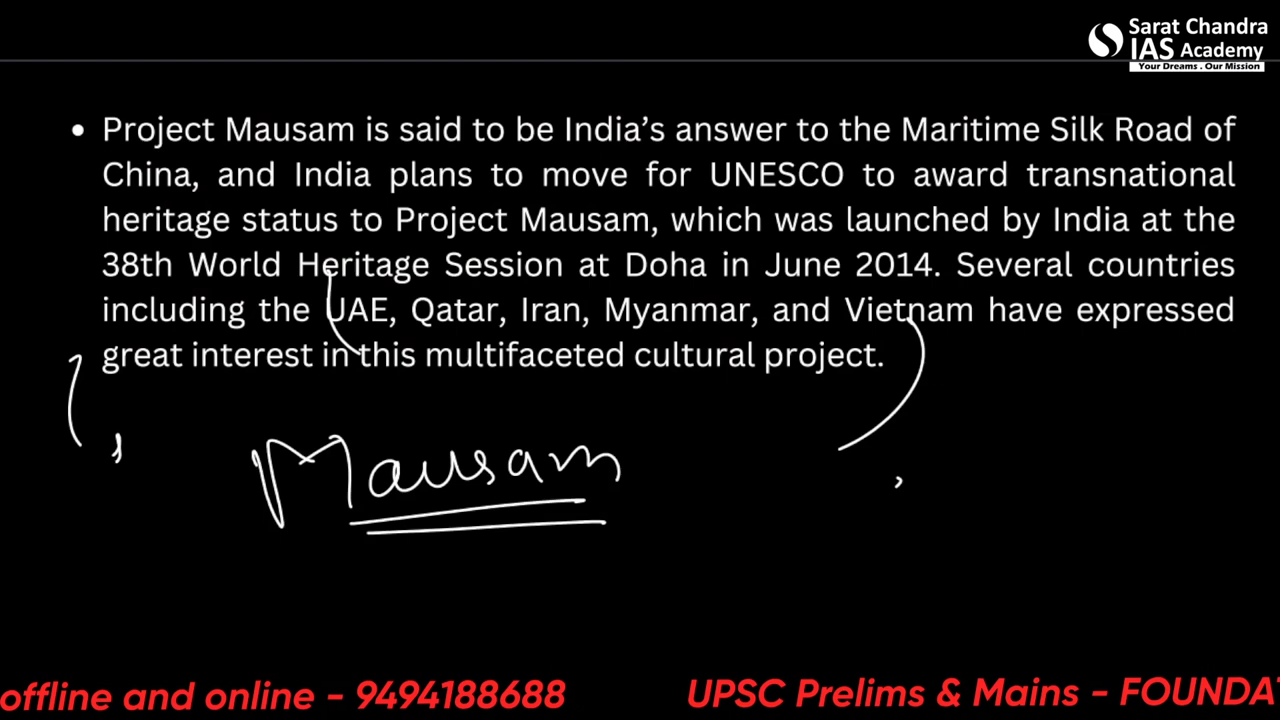 Sarat Chandra
IAS Academy
Your Dreams . Our Mission
• Project Mausam is said to be India's answer to the Maritime Silk Road of
China, and India plans to move for UNESCO to award transnational
heritage status to Project Mausam, which was launched by India at the
38th World Heritage Session at Doha in June 2014. Several countries
including the UAE, Qatar, Iran, Myanmar, and Vietnam have expressed
great interest in this multifaceted cultural project.
Mausam
offline and online - 9494188688 UPSC Prelims & Mains - FOUNDAT